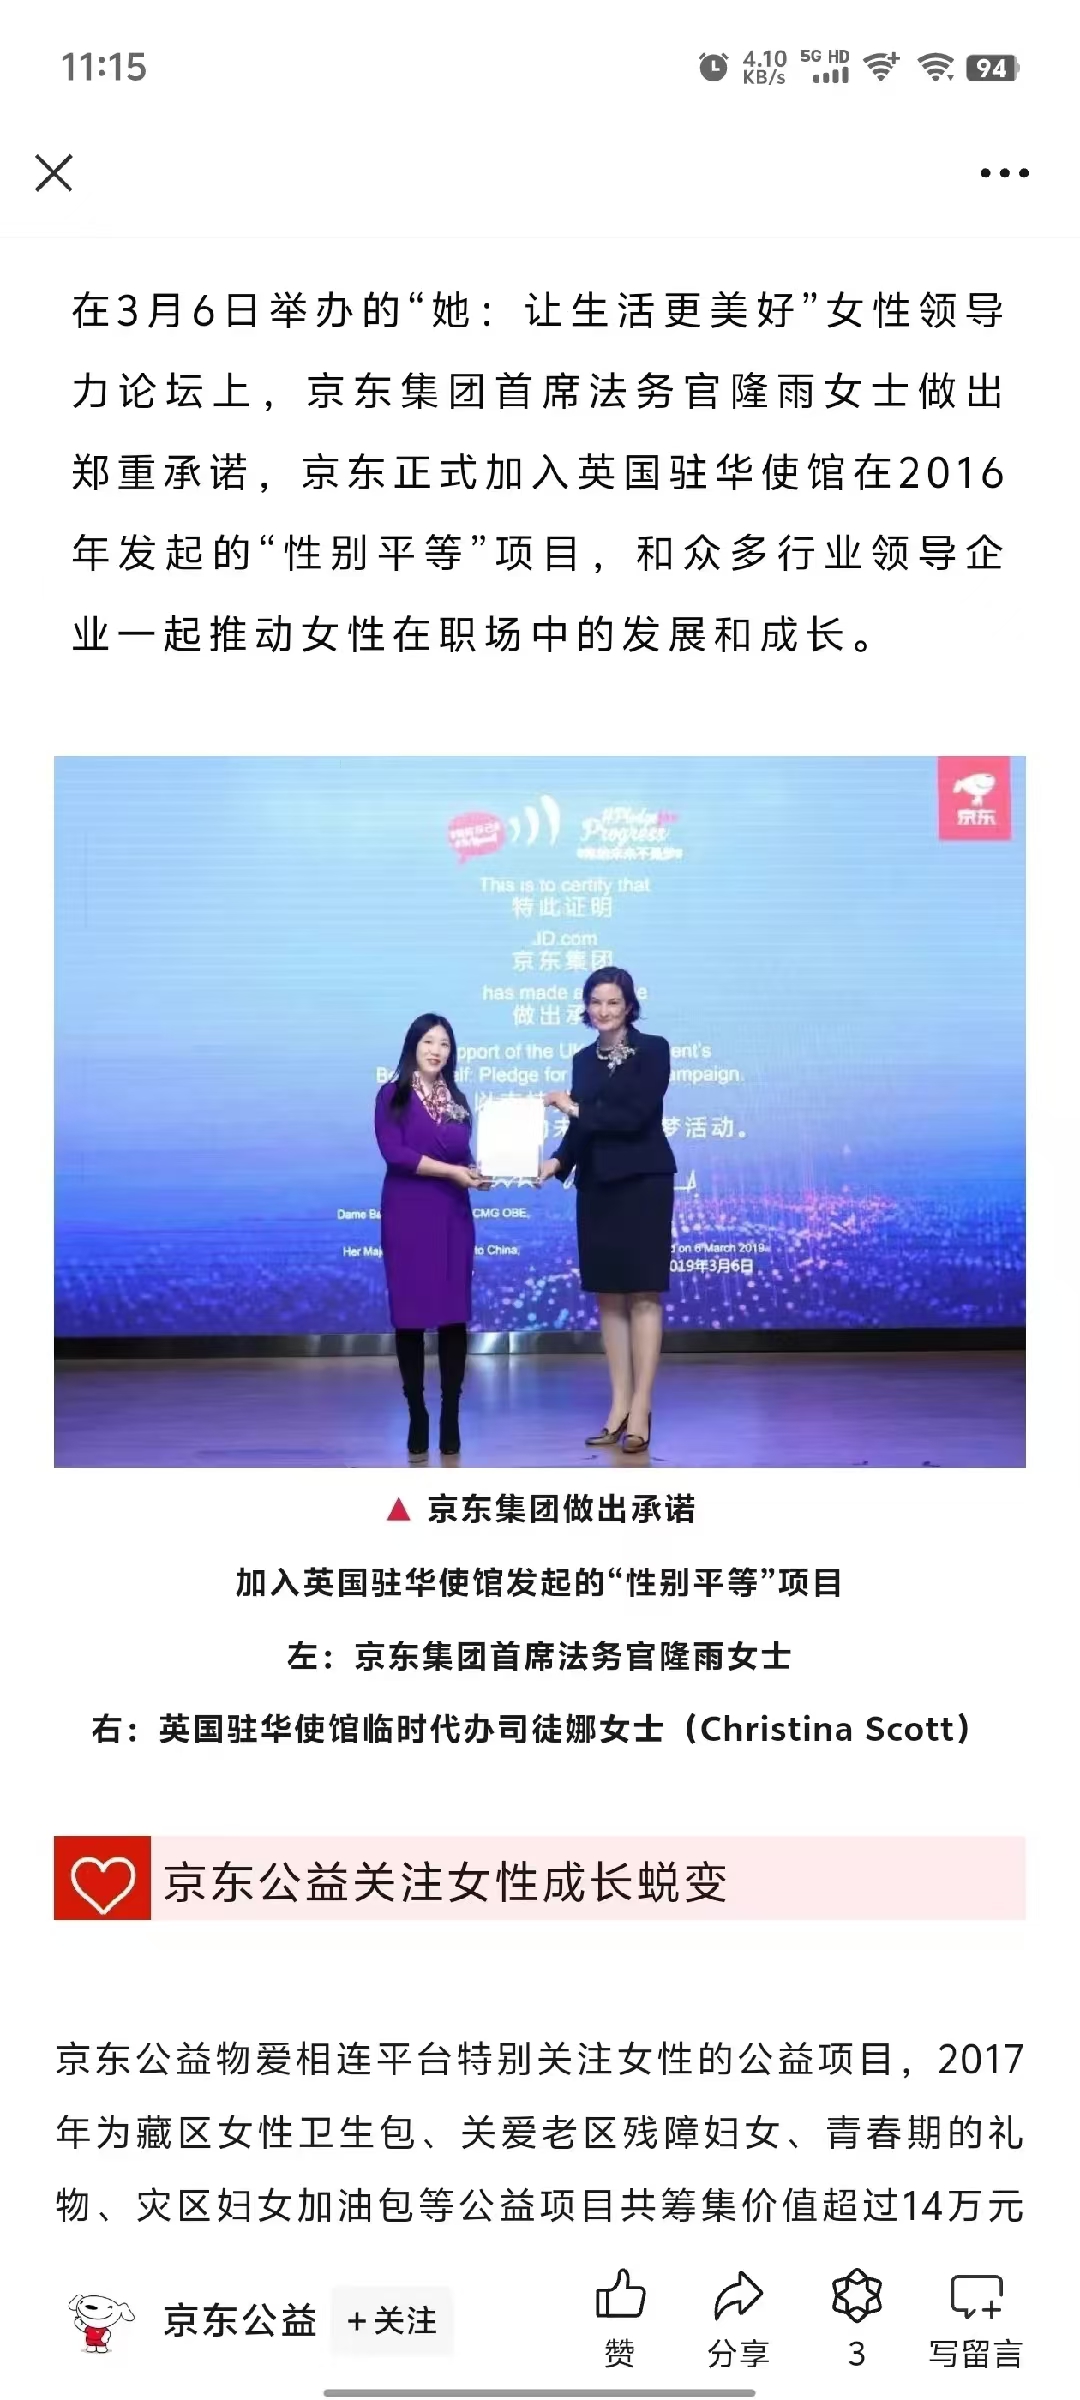 11:15
4.10
KB/s
5G HD
94
在3月6日举办的“她：让生活更美好”女性领导
力论坛上，京东集团首席法务官隆雨女士做出
郑重承诺，京东正式加入英国驻华使馆在2016
年发起的“性别平等”项目，和众多行业领导企
业一起推动女性在职场中的发展和成长。
京东
#Pledge
Progress
This is to certify that
特此证明
JD.com
京东集团
has made a
做出承
pport of the UK
ent's
elf: Pledge for
ampaign.
梦活动。
Dame Ba
CMG OBE,
Her Maj
to China,
d on 6 March 2019
019年3月6日
▲ 京东集团做出承诺
加入英国驻华使馆发起的“性别平等”项目
左：京东集团首席法务官隆雨女士
右：英国驻华使馆临时代办司徒娜女士（Christina Scott）
京东公益关注女性成长蜕变
京东公益物爱相连平台特别关注女性的公益项目，2017
年为藏区女性卫生包、关爱老区残障妇女、青春期的礼
物、灾区妇女加油包等公益项目共筹集价值超过14万元
京东公益
+关注
赞
分享
3
写留言